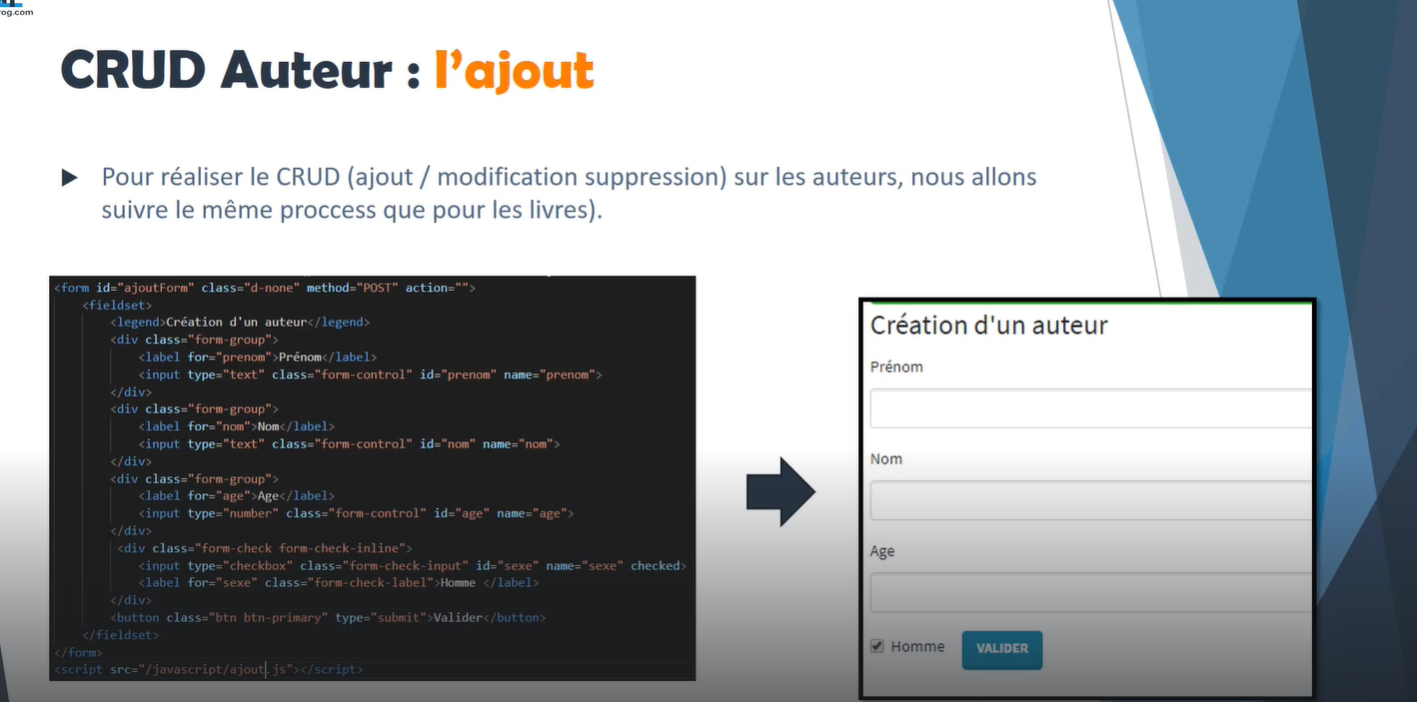 rog.com
CRUD Auteur : l'ajout
Pour réaliser le CRUD (ajout / modification suppression) sur les auteurs, nous allons
suivre le même proccess que pour les livres).
<form id="ajoutForm" class="d-none" method="POST" action="">
<fieldset>
<legend>Création d'un auteur</legend>
<div class="form-group">
<label for="prenom">Prénom</label>
<input type="text" class="form-control" id="prenom" name="prenom">
</div>
<div class="form-group">
<label for="nom">Nom</label>
<input type="text" class="form-control" id="nom" name="nom">
</div>
<div class="form-group">
<label for="age">Age</label>
<input type="number" class="form-control" id="age" name="age">
</div>
<div class="form-check form-check-inline">
<input type="checkbox" class="form-check-input" id="sexe" name="sexe" checked>
<label for="sexe" class="form-check-label">Homme </label>
</div>
<button class="btn btn-primary" type="submit">Valider</button>
</fieldset>
</form>
<script src="/javascript/ajout.js"></script>
Création d'un auteur
Prénom
Nom
Age
Homme VALIDER